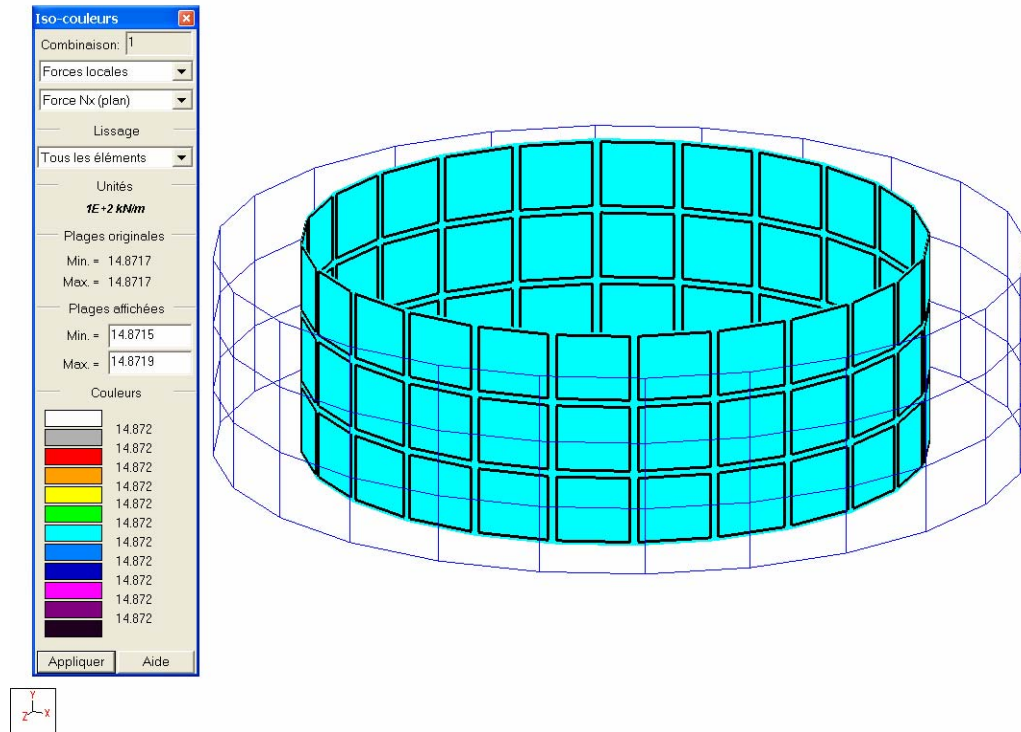 Iso-couleurs
Combinaison: 1
Forces locales
Force Nx (plan)
Lissage
Tous les éléments
Unités
1E+2 kN/m
Plages originales
Min. = 14.8717
Max. = 14.8717
Plages affichées
Min. = 14.8715
Max. = 14.8719
Couleurs
14.872
14.872
14.872
14.872
14.872
14.872
14.872
14.872
14.872
14.872
14.872
Appliquer Aide
Y
Z X